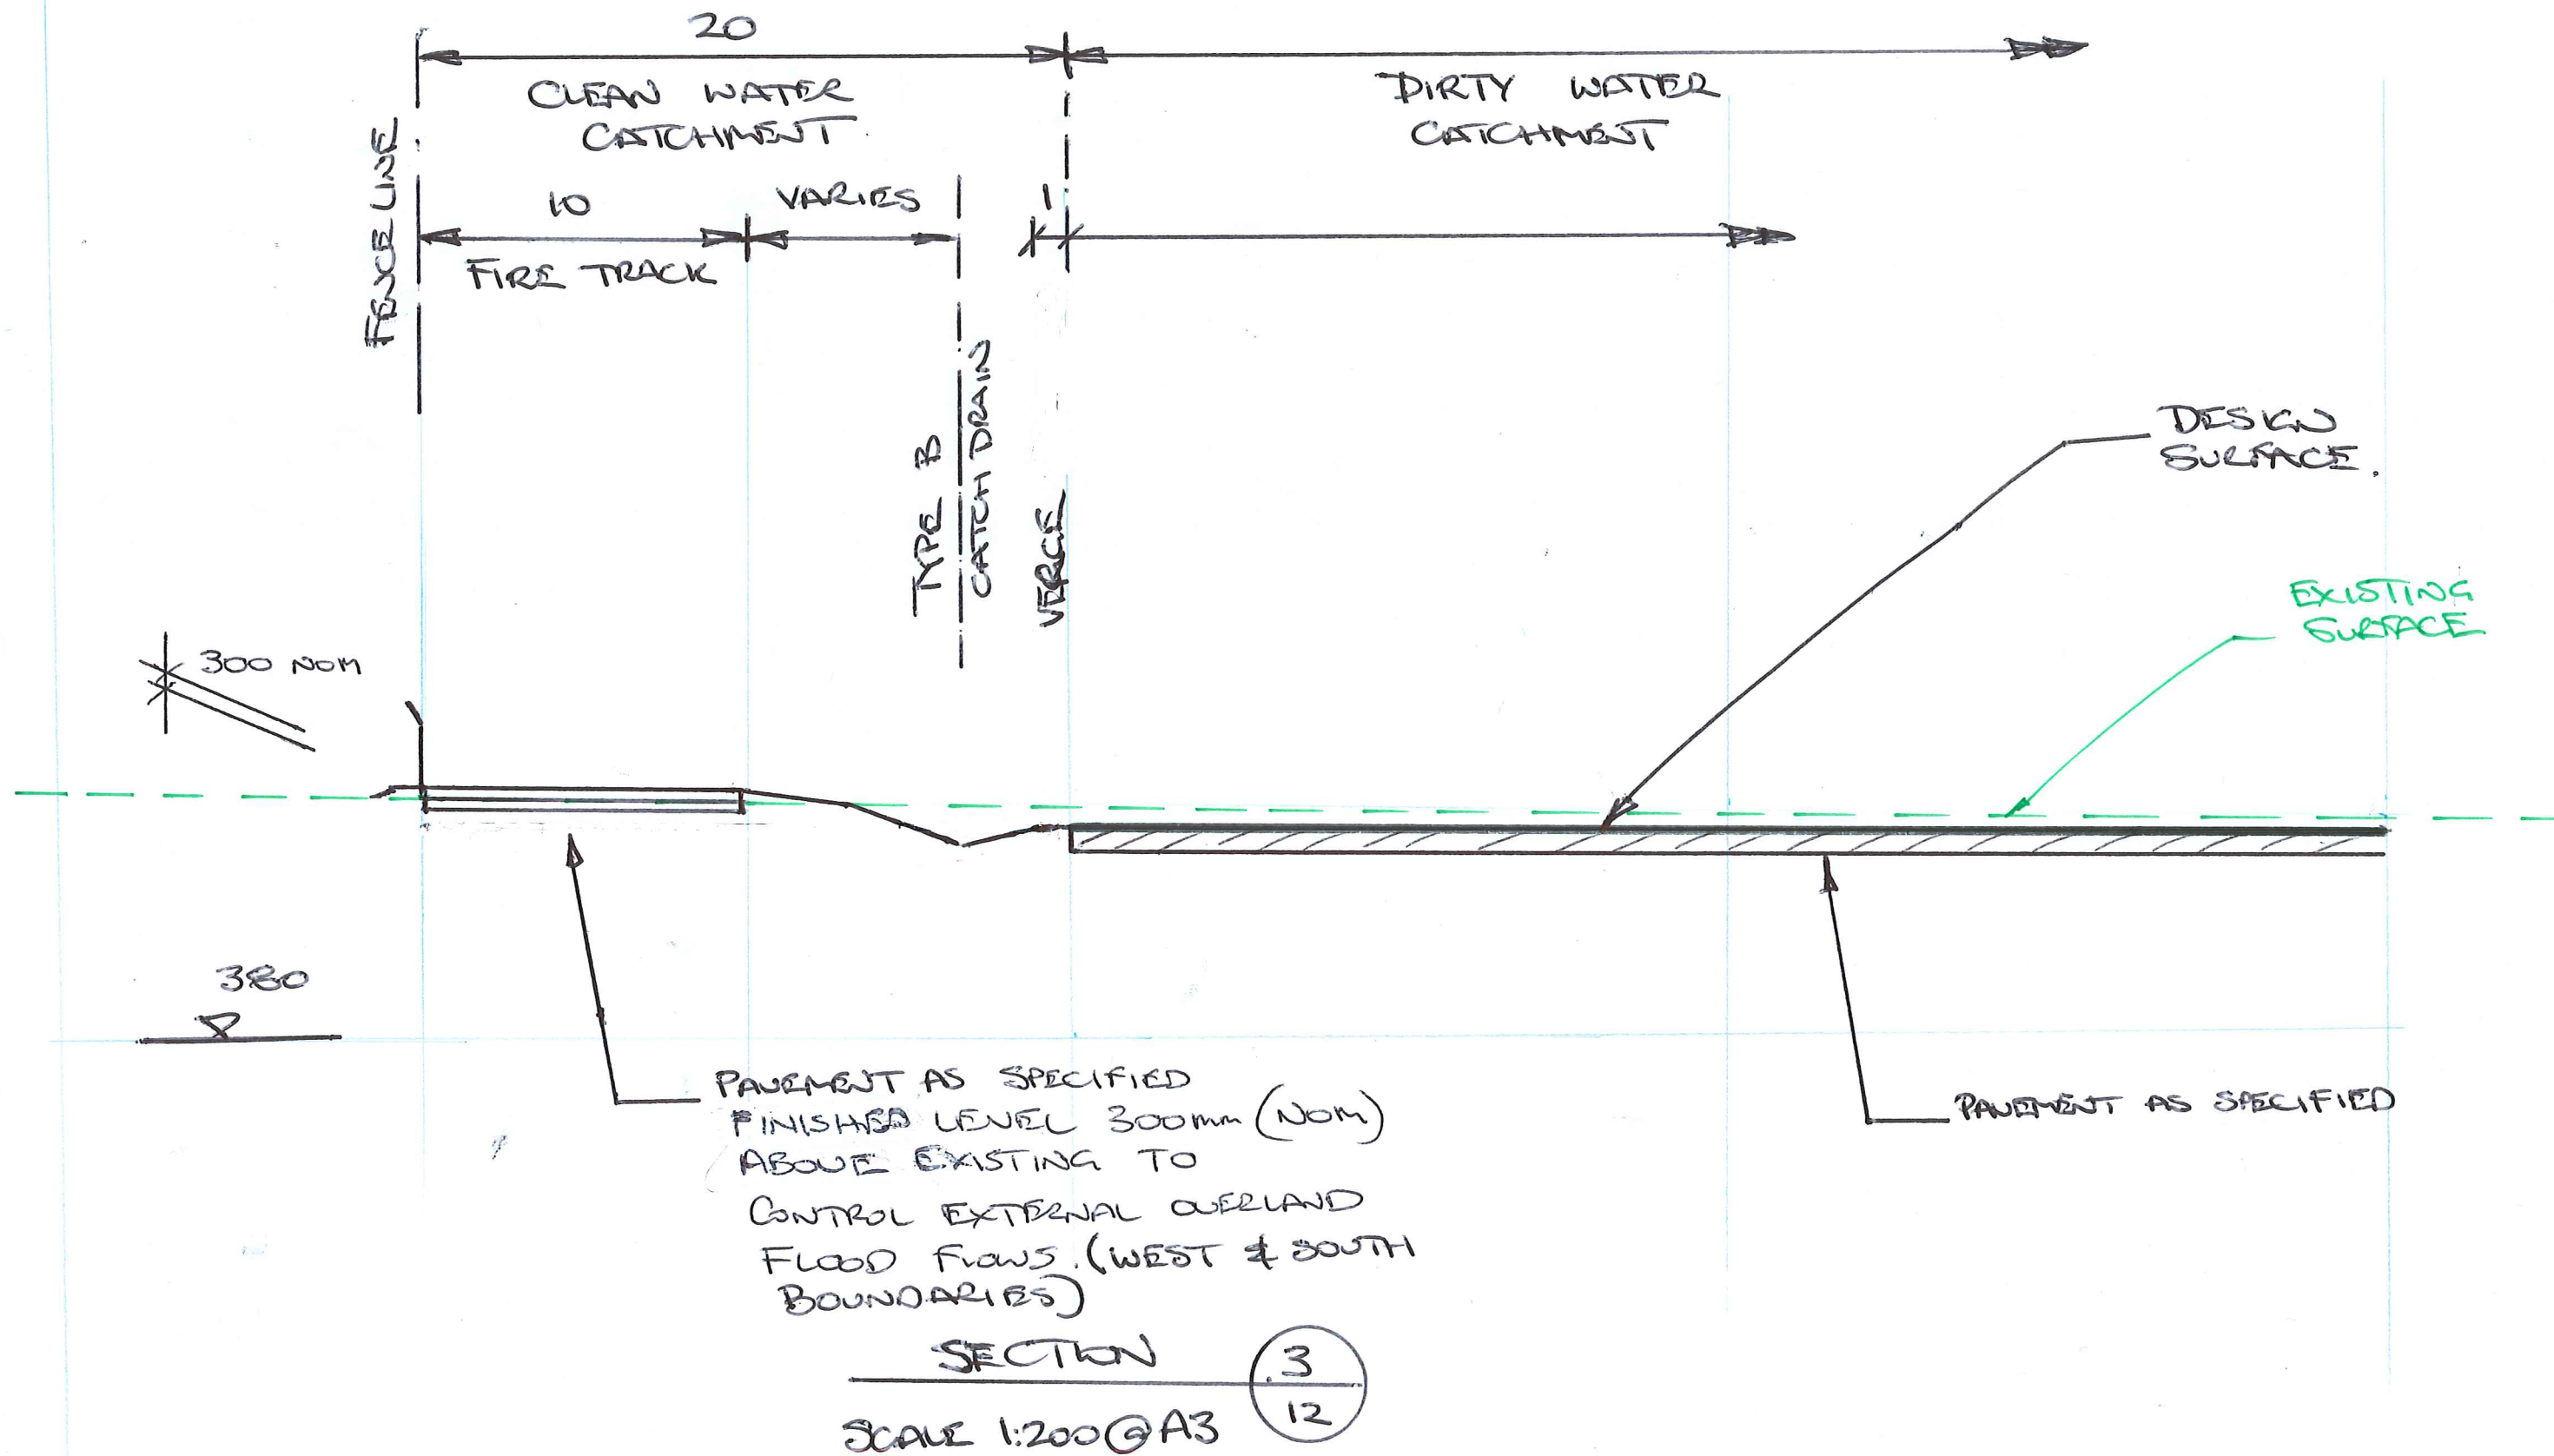 20
CLEAN WATER
CATCHMENT.
DIRTY WATER
CATCHMENT
FENCE LINE
10
VARIES
1
FIRE TRACK
TYPE B
CATCH DRAIN
VERGE
DESIGN
SURFACE.
EXISTING
SURFACE
300 NOM
380
PAVEMENT AS SPECIFIED
FINISHED LEVEL 300mm (NOM)
ABOVE EXISTING TO
CONTROL EXTERNAL OVERLAND
FLOOD FLOWS. (WEST & SOUTH
BOUNDARIES)
PAVEMENT AS SPECIFIED
SECTION
3
12
SCALE 1:200@A3